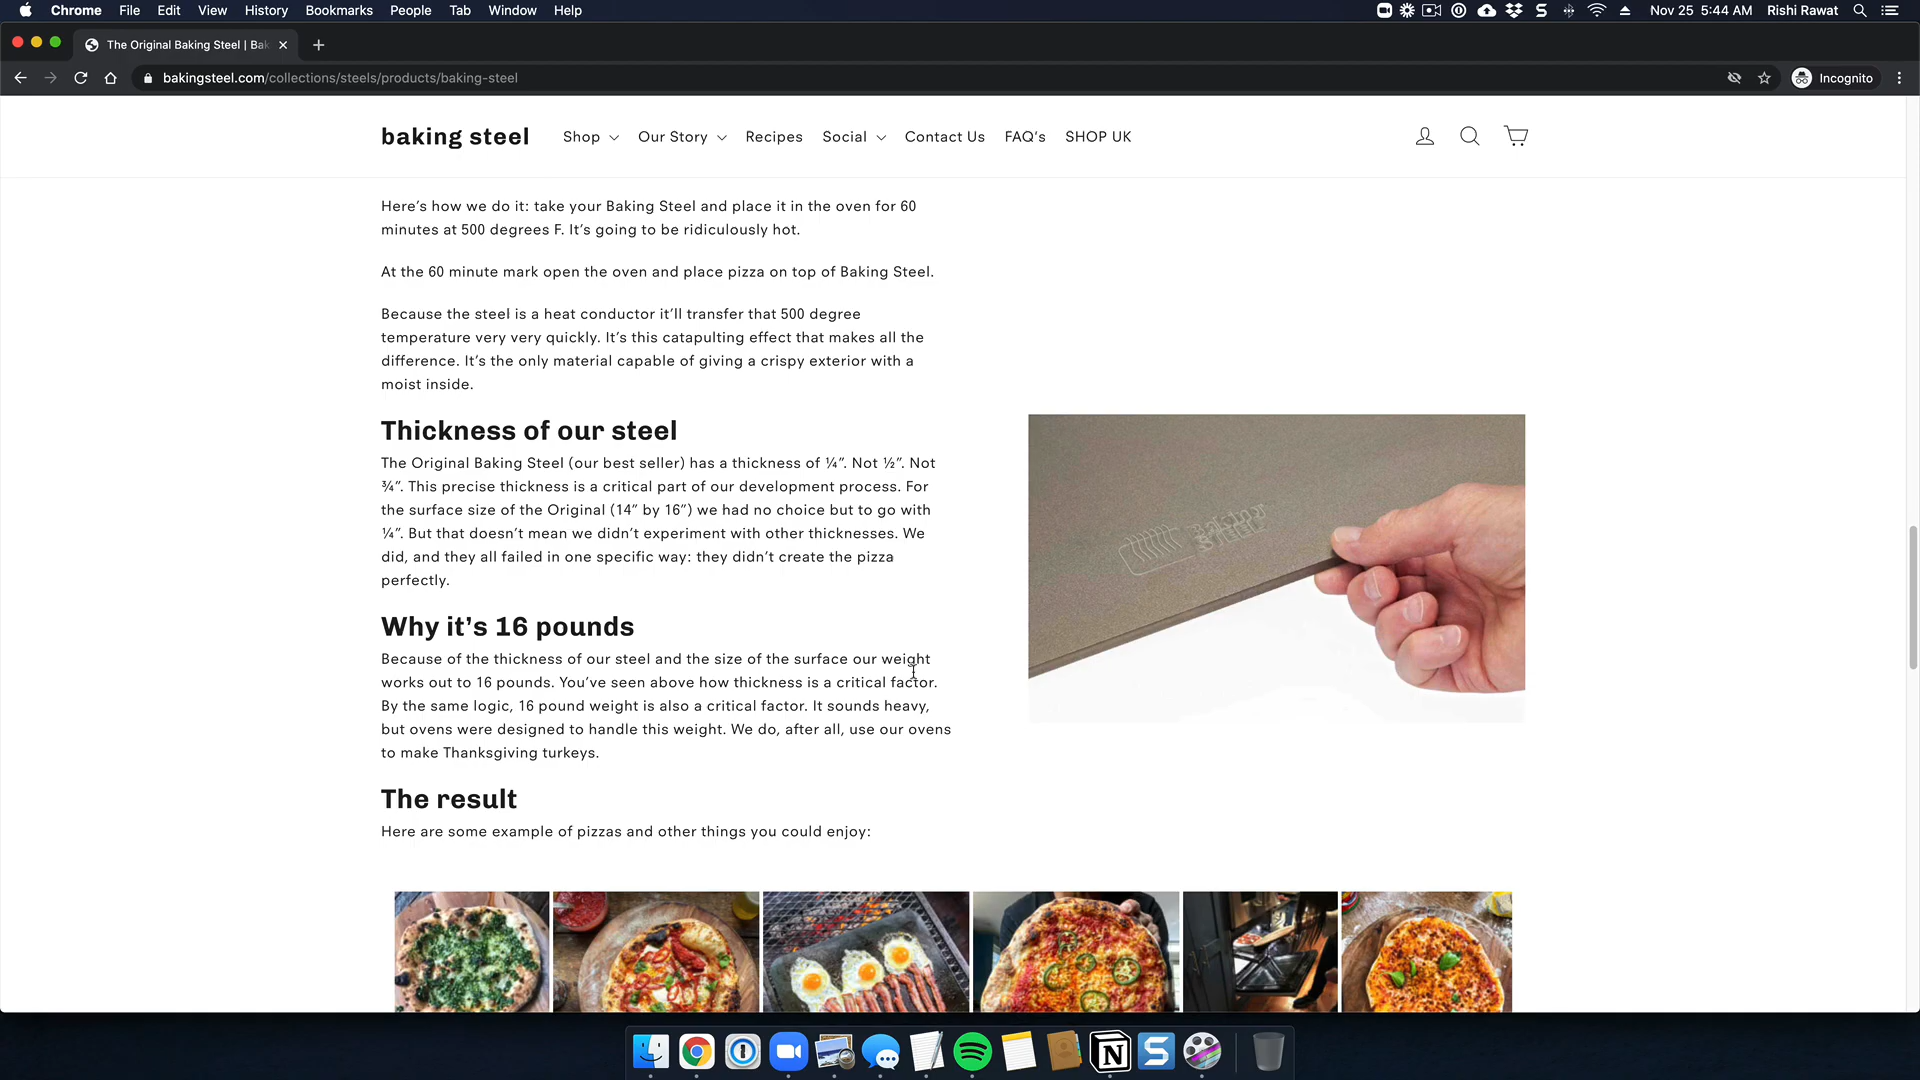 Chrome File Edit View History Bookmarks People Tab Window Help Nov 25 5:44 AM Rishi Rawat
The Original Baking Steel | Bak
bakingsteel.com/collections/steels/products/baking-steel Incognito
baking steel Shop Our Story Recipes Social Contact Us FAQ's SHOP UK
Here's how we do it: take your Baking Steel and place it in the oven for 60
minutes at 500 degrees F. It's going to be ridiculously hot.
At the 60 minute mark open the oven and place pizza on top of Baking Steel.
Because the steel is a heat conductor it'll transfer that 500 degree
temperature very very quickly. It's this catapulting effect that makes all the
difference. It's the only material capable of giving a crispy exterior with a
moist inside.
Thickness of our steel
The Original Baking Steel (our best seller) has a thickness of ¼”. Not ½”. Not
¾”. This precise thickness is a critical part of our development process. For
the surface size of the Original (14” by 16”) we had no choice but to go with
¼”. But that doesn't mean we didn't experiment with other thicknesses. We
did, and they all failed in one specific way: they didn't create the pizza
perfectly.
Baking
STEEL
Why it's 16 pounds
Because of the thickness of our steel and the size of the surface our weight
works out to 16 pounds. You've seen above how thickness is a critical factor.
By the same logic, 16 pound weight is also a critical factor. It sounds heavy,
but ovens were designed to handle this weight. We do, after all, use our ovens
to make Thanksgiving turkeys.
The result
Here are some example of pizzas and other things you could enjoy: